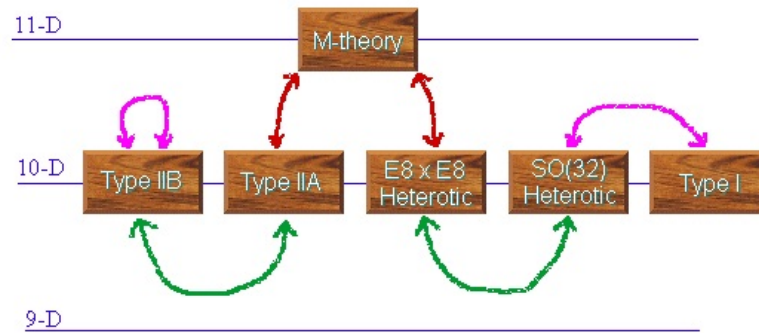 11-D
M-theory
10-D
Type IIB
Type IIA
E8 x E8
Heterotic
SO(32)
Heterotic
Type I
9-D